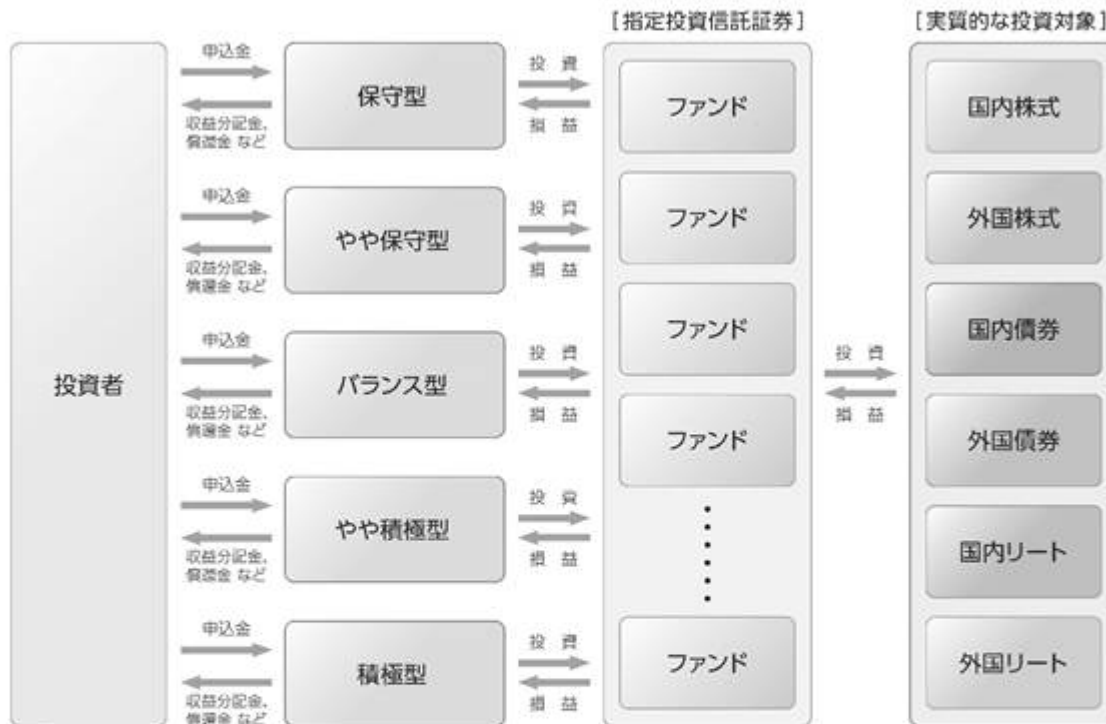 [指定投資信託証券]
[実質的な投資対象]
投資者
申込金
収益分配金、
償還金 など
保守型
投 資
損 益
申込金
収益分配金、
償還金 など
やや保守型
投 資
損 益
申込金
収益分配金、
償還金 など
バランス型
投 資
損 益
申込金
収益分配金、
償還金 など
やや積極型
投 資
損 益
申込金
収益分配金、
償還金 など
積極型
投 資
損 益
ファンド
ファンド
ファンド
ファンド
ファンド
投 資
損 益
国内株式
外国株式
国内債券
外国債券
国内リート
外国リート